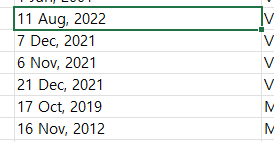 11 Aug, 2022 V
7 Dec, 2021 V
6 Nov, 2021 V
21 Dec, 2021 V
17 Oct, 2019 M
16 Nov, 2012 M